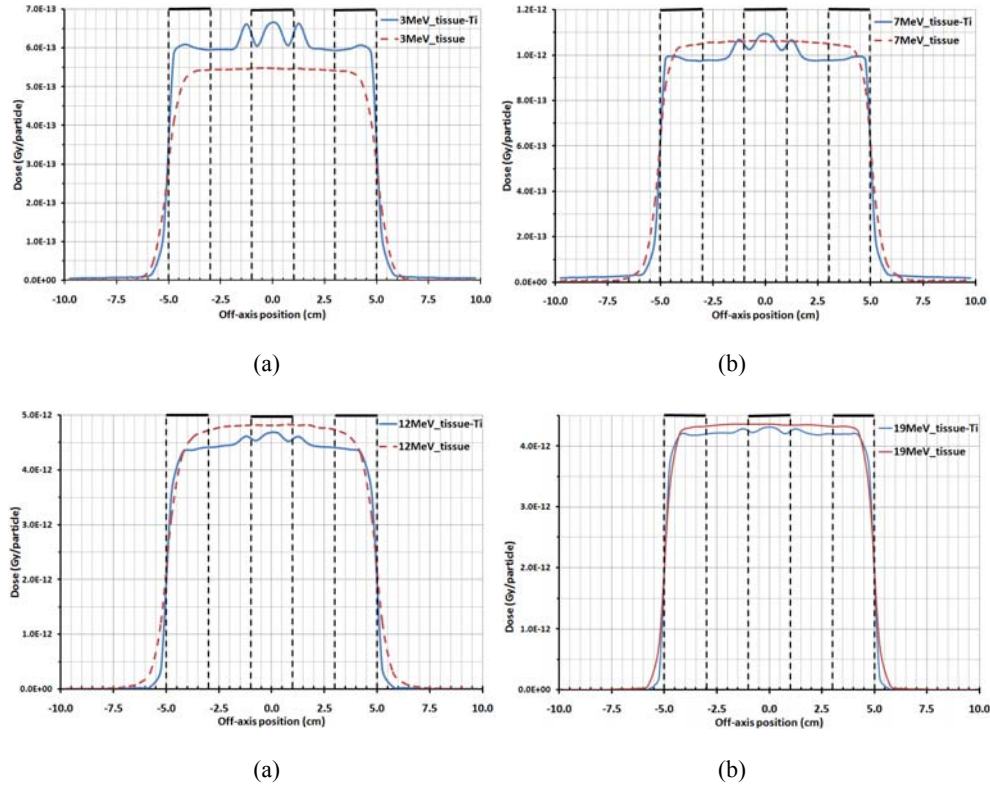 7.0E-13
6.0E-13
5.0E-13
4.0E-13
3.0E-13
2.0E-13
1.0E-13
0.0E+00
Dose (Gy/particle)
3MeV_tissue-Ti
3MeV_tissue
-10.0 -7.5 -5.0 -2.5 0.0 2.5 5.0 7.5 10.0
Off-axis position (cm)
(a)
1.2E-12
1.0E-12
8.0E-13
6.0E-13
4.0E-13
2.0E-13
0.0E+00
Dose (Gy/particle)
7MeV_tissue-Ti
7MeV_tissue
-10.0 -7.5 -5.0 -2.5 0.0 2.5 5.0 7.5 10.0
Off-axis position (cm)
(b)
5.0E-12
4.0E-12
3.0E-12
2.0E-12
1.0E-12
0.0E+00
Dose (Gy/particle)
12MeV_tissue-Ti
12MeV_tissue
-10.0 -7.5 -5.0 -2.5 0.0 2.5 5.0 7.5 10.0
Off-axis position (cm)
(a)
4.0E-12
3.0E-12
2.0E-12
1.0E-12
0.0E+00
Dose (Gy/particle)
19MeV_tissue-Ti
19MeV_tissue
-10.0 -7.5 -5.0 -2.5 0.0 2.5 5.0 7.5 10.0
Off-axis position (cm)
(b)